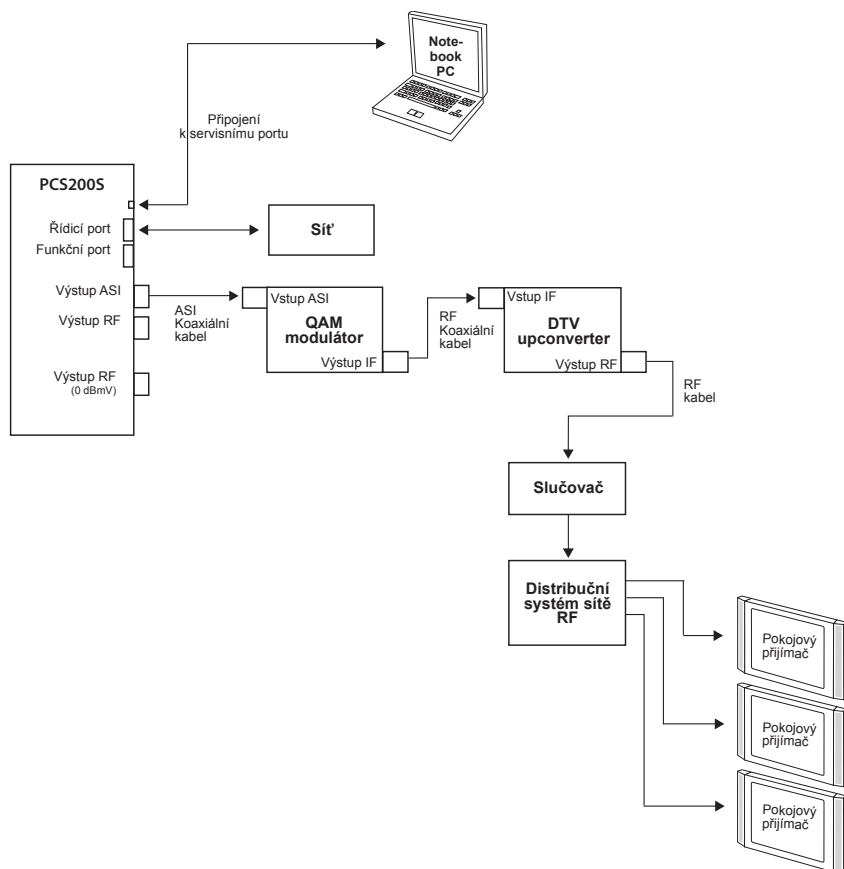 Note-
book
PC
Připojení
k servisnímu portu
PCS200S
Řídicí port
Síť
Funkční port
Výstup ASI
ASI
Koaxiální
kabel
Vstup ASI
QAM
modulátor
Výstup IF
RF
Koaxiální
kabel
Vstup IF
DTV
upconverter
Výstup RF
Výstup RF
Výstup RF
(0 dBmV)
RF
kabel
Slučovač
Distribuční
systém sítě
RF
Pokojový
přijímač
Pokojový
přijímač
Pokojový
přijímač